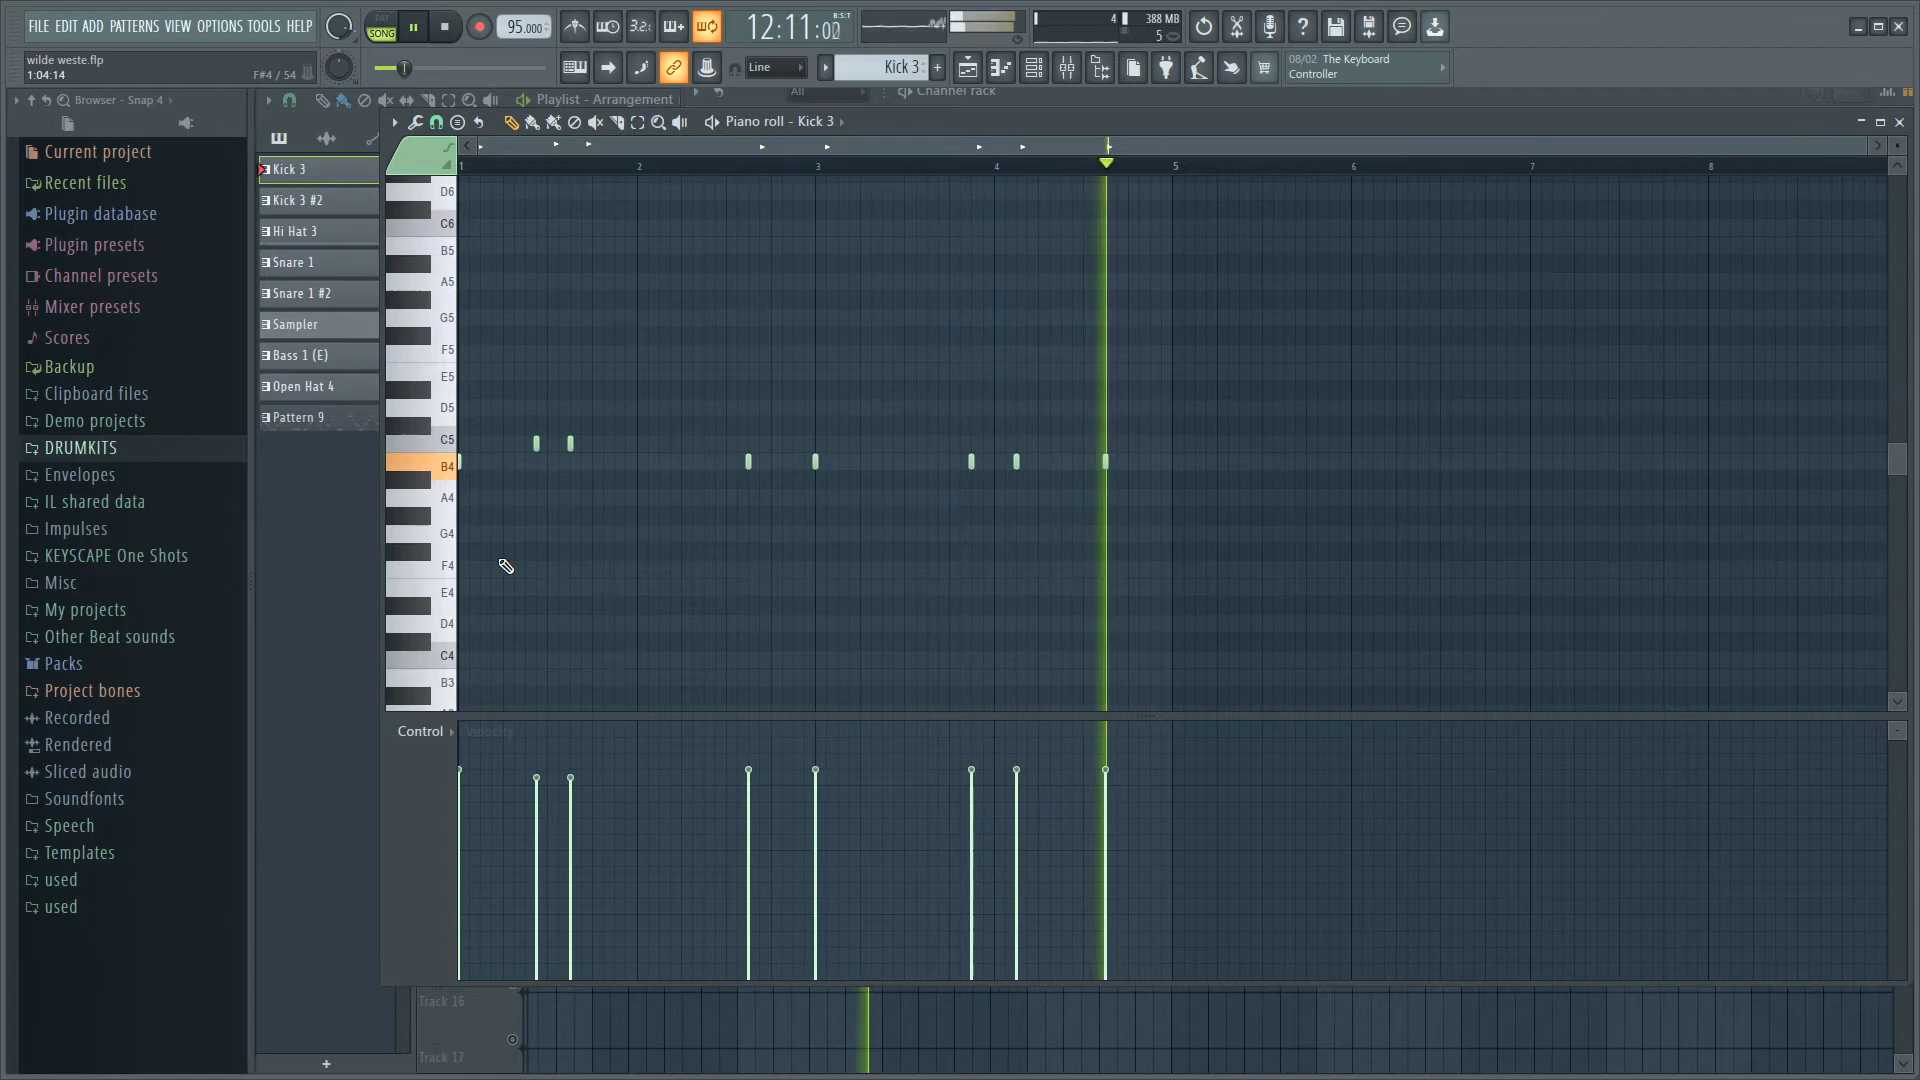 FILE EDIT ADD PATTERNS VIEW OPTIONS TOOLS HELP
PAT
SONG
95.000
3.2.
12:11:00
B:S:T
4
388 MB
5
wilde weste.flp
1:04:14
F#4 / 54
Line
Kick 3
08/02 The Keyboard
Controller
Browser - Snap 4
Playlist - Arrangement
All
Channel rack
Piano roll - Kick 3
Current project
Recent files
Plugin database
Plugin presets
Channel presets
Mixer presets
Scores
Backup
Clipboard files
Demo projects
DRUMKITS
Envelopes
IL shared data
Impulses
KEYSCAPE One Shots
Misc
My projects
Other Beat sounds
Packs
Project bones
Recorded
Rendered
Sliced audio
Soundfonts
Speech
Templates
used
used
Kick 3
Kick 3 #2
Hi Hat 3
Snare 1
Snare 1 #2
Sampler
Bass 1 (E)
Open Hat 4
Pattern 9
1 2 3 4 5 6 7 8
D6
C6
B5
A5
G5
F5
E5
D5
C5
B4
A4
G4
F4
E4
D4
C4
B3
Control
Velocity
Track 16
Track 17